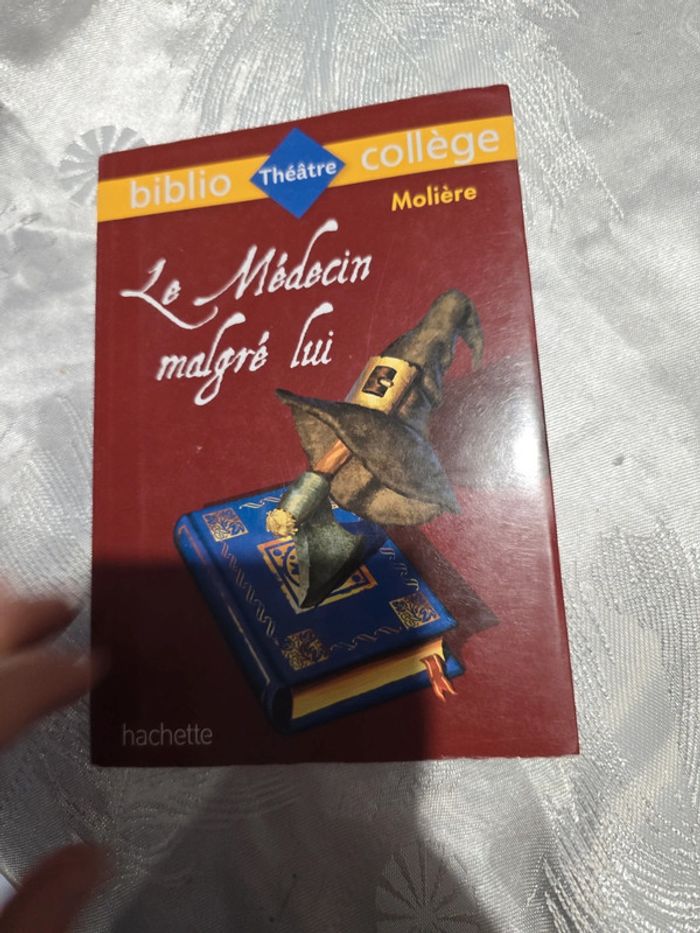 biblio Théâtre collège
Molière
Le Médecin
malgré lui
hachette